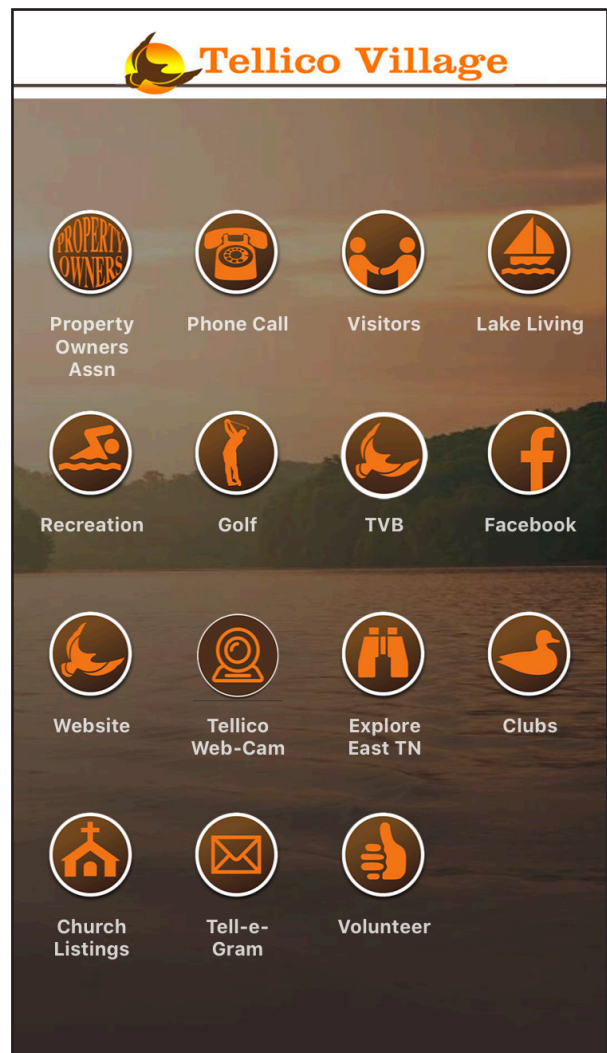 Tellico Village
PROPERTY
OWNERS
Property
Owners
Assn
Phone Call
Visitors
Lake Living
Recreation
Golf
TVB
f
Facebook
Website
Tellico
Web-Cam
Explore
East TN
Clubs
Church
Listings
Tell-e-
Gram
Volunteer